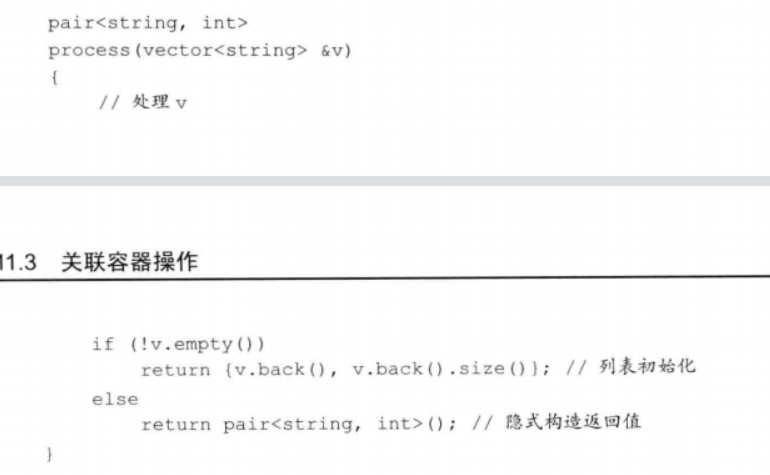 pair<string, int>
process(vector<string> &v)
{
// 处理 v
11.3 关联容器操作
if (!v.empty())
return {v.back(), v.back().size()}; // 列表初始化
else
return pair<string, int>(); // 隐式构造返回值
}